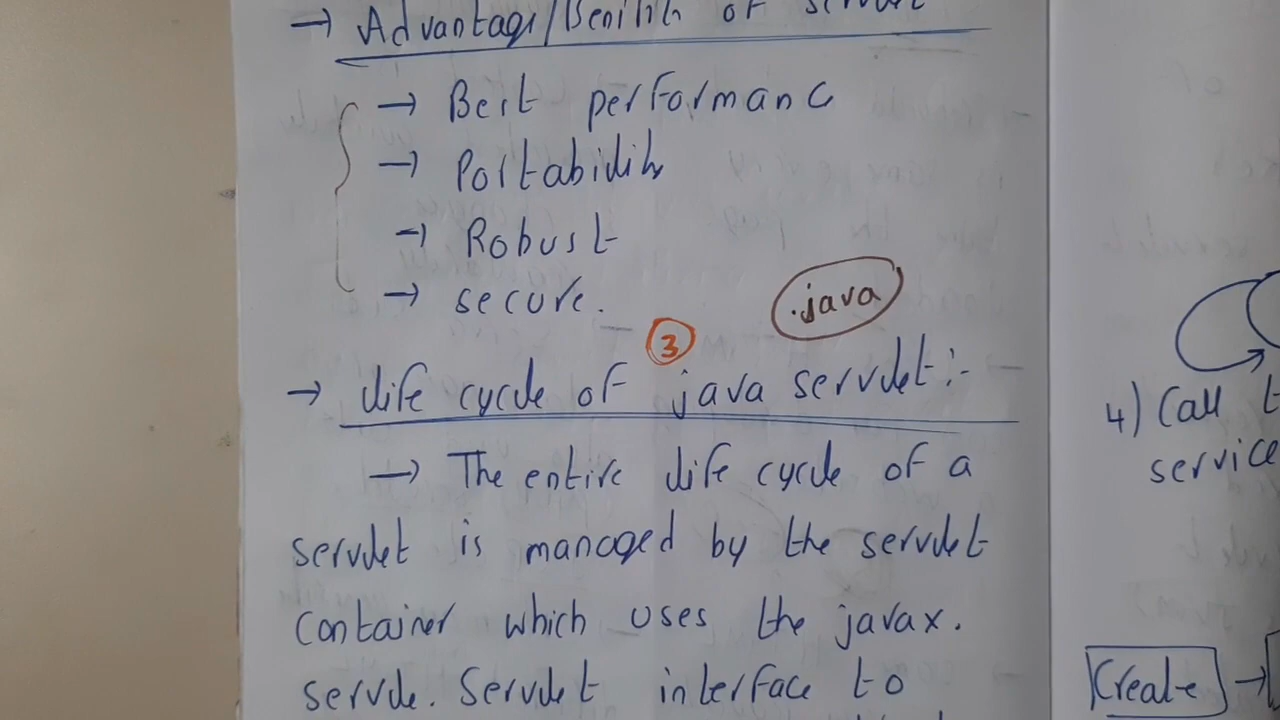 → Advantage/Benifits of servlet
→ Best performanc
→ Portability
→ Robust
→ secure.
.java
3
→ life cycle of java servlet :-
→ The entire life cycle of a
servlet is managed by the servlet
container which uses the javax.
servle. Servlet interface to
4) Call
service
Create →